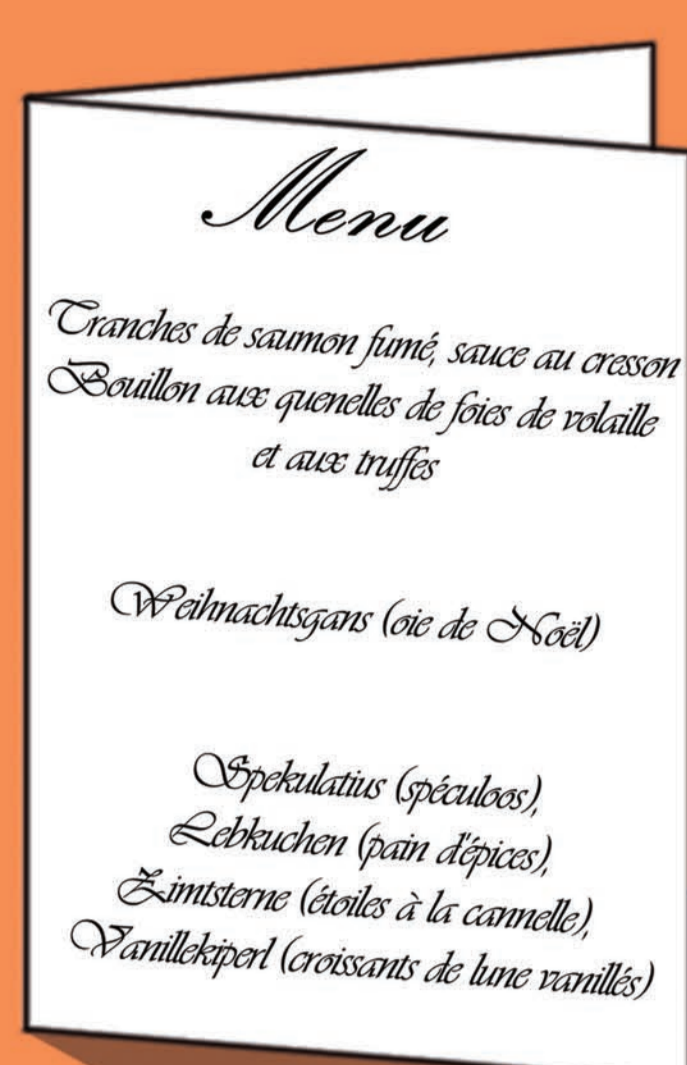 Menu
Tranches de saumon fumé, sauce au cresson
Bouillon aux quenelles de foies de volaille
et aux truffes
Weihnachtsgans (oie de Noël)
Spekulatius (spéculoos),
Lebkuchen (pain d'épices),
Zimtsterne (étoiles à la cannelle),
Vanillekiperl (croissants de lune vanillés)